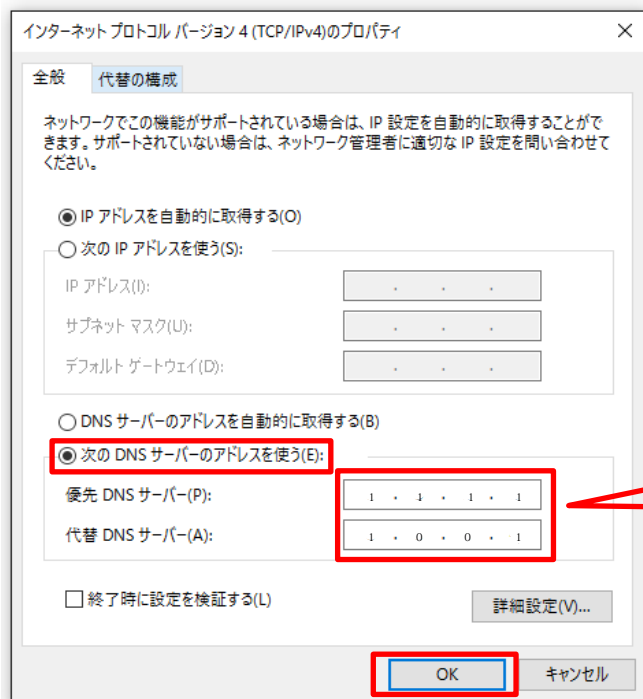 インターネット プロトコル バージョン 4 (TCP/IPv4)のプロパティ
全般
代替の構成
ネットワークでこの機能がサポートされている場合は、IP 設定を自動的に取得することがで
きます。サポートされていない場合は、ネットワーク管理者に適切な IP 設定を問い合わせて
ください。
IP アドレスを自動的に取得する(O)
次の IP アドレスを使う(S):
IP アドレス(I):
サブネット マスク(U):
デフォルト ゲートウェイ(D):
DNS サーバーのアドレスを自動的に取得する(B)
次の DNS サーバーのアドレスを使う(E):
優先 DNS サーバー(P): 1 . 1 . 1 . 1
代替 DNS サーバー(A): 1 . 0 . 0 . 1
終了時に設定を検証する(L)
詳細設定(V)...
OK キャンセル